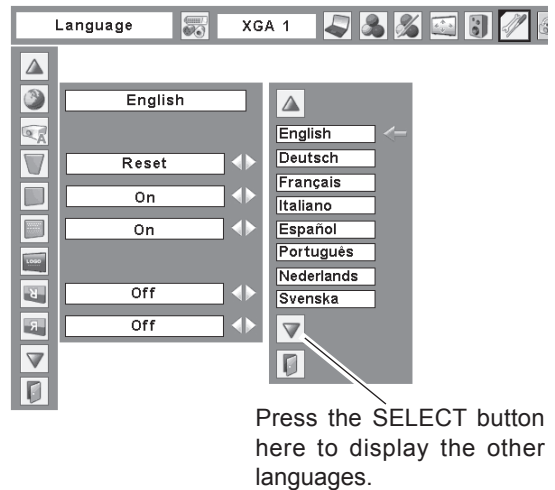 Language
XGA 1
English
Reset
On
On
LOGO
Off
Off
English
Deutsch
Français
Italiano
Español
Português
Nederlands
Svenska
Press the SELECT button
here to display the other
languages.